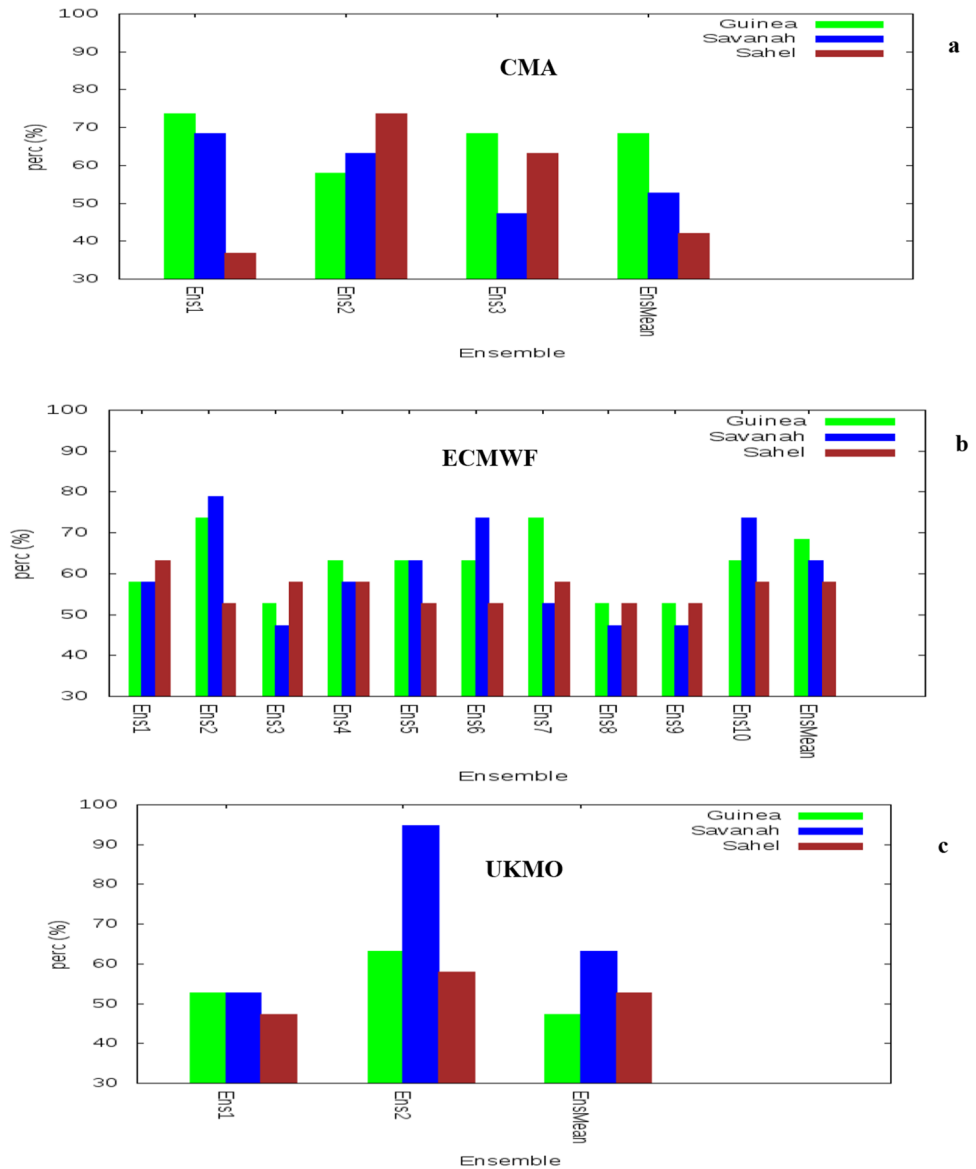 100
90
80
70
60
50
40
30
perc (%)
CMA
Guinea
Savanah
Sahel
a
Ens1
Ens2
Ens3
EnsMean
Ensemble
100
90
80
70
60
50
40
30
perc (%)
ECMWF
Guinea
Savanah
Sahel
b
Ens1
Ens2
Ens3
Ens4
Ens5
Ens6
Ens7
Ens8
Ens9
Ens10
EnsMean
Ensemble
100
90
80
70
60
50
40
30
perc (%)
UKMO
Guinea
Savanah
Sahel
c
Ens1
Ens2
EnsMean
Ensemble